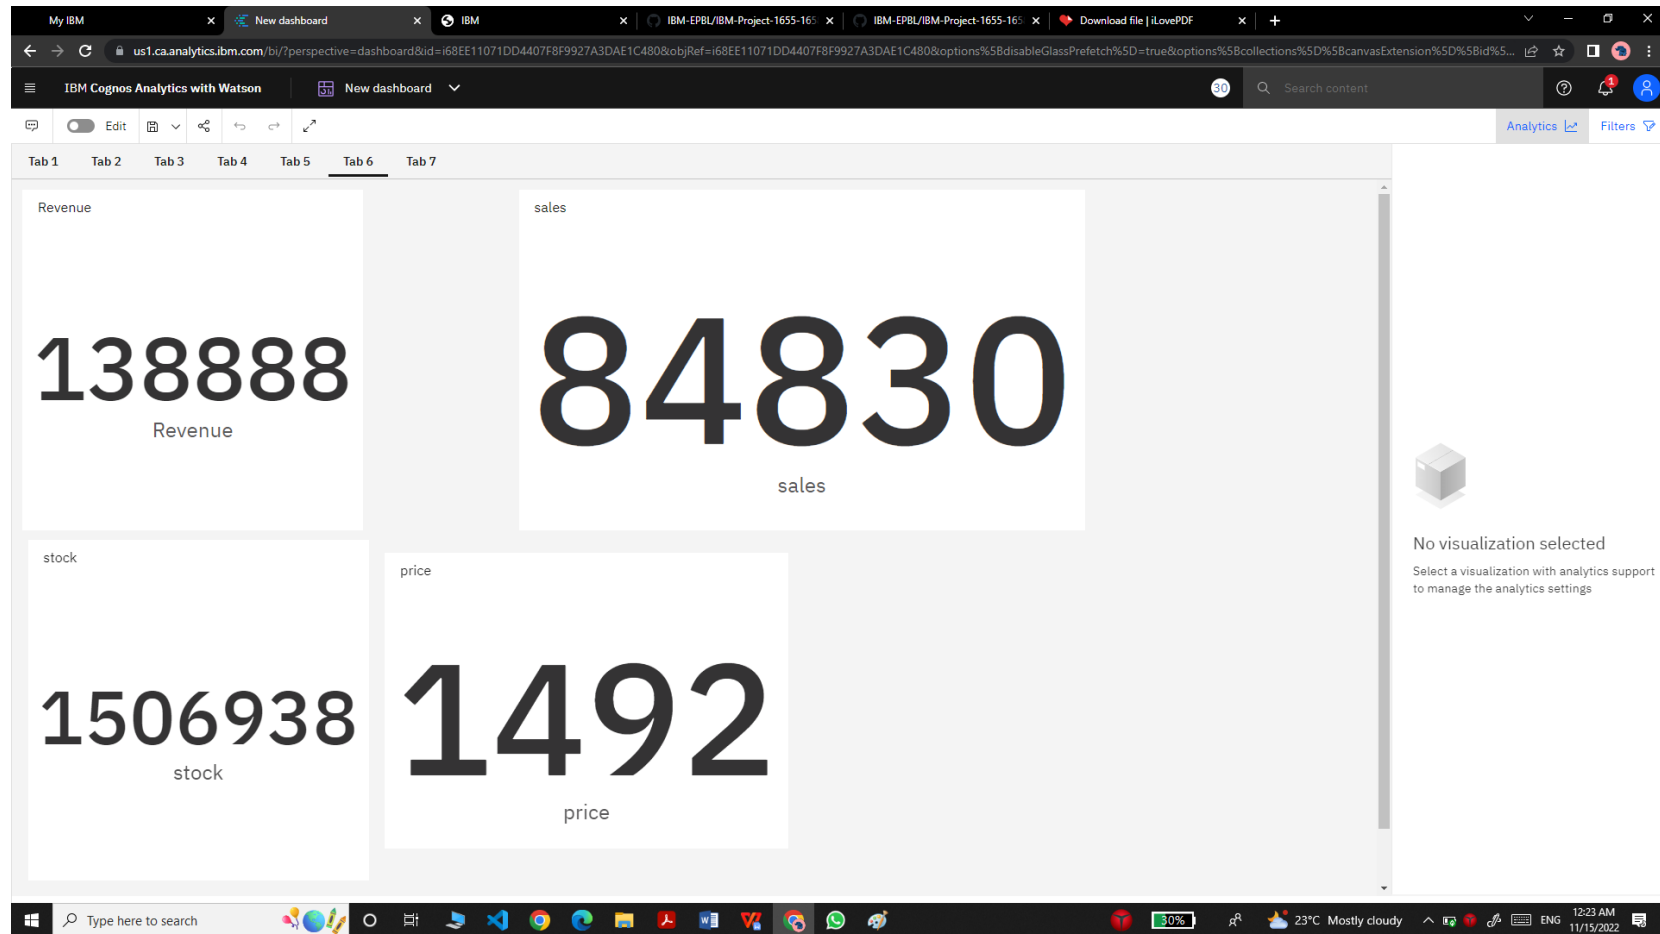 My IBM
New dashboard
IBM
IBM-EPBL/IBM-Project-1655-165
IBM-EPBL/IBM-Project-1655-165
Download file | iLovePDF
us1.ca.analytics.ibm.com/bi/?perspective=dashboard&id=i68EE11071DD4407F8F9927A3DAE1C480&objRef=i68EE11071DD4407F8F9927A3DAE1C480&options%5BdisableGlassPrefetch%5D=true&options%5Bcollections%5D%5BcanvasExtension%5D%5Bid%5...
IBM Cognos Analytics with Watson
New dashboard
30
Search content
1
Edit
Analytics
Filters
Tab 1
Tab 2
Tab 3
Tab 4
Tab 5
Tab 6
Tab 7
Revenue
138888
Revenue
sales
84830
sales
stock
1506938
stock
price
1492
price
No visualization selected
Select a visualization with analytics support
to manage the analytics settings
Type here to search
30%
23°C Mostly cloudy
ENG
12:23 AM
11/15/2022